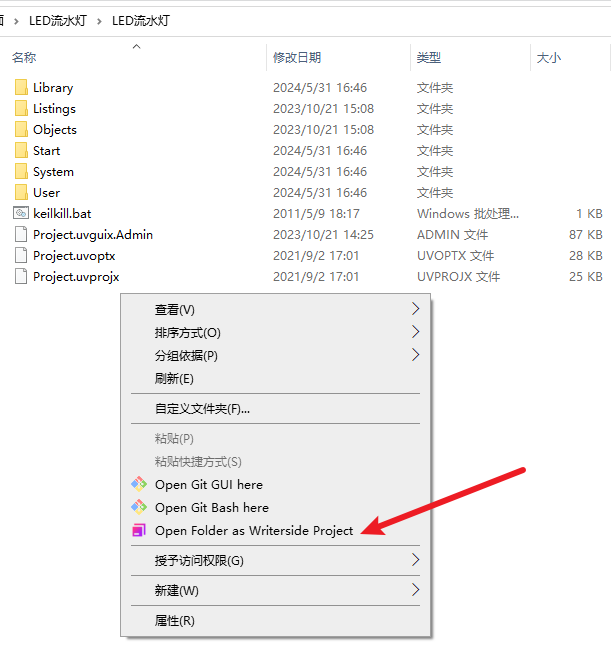 面 › LED流水灯 › LED流水灯
名称 修改日期 类型 大小
Library 2024/5/31 16:46 文件夹
Listings 2023/10/21 15:08 文件夹
Objects 2023/10/21 15:08 文件夹
Start 2024/5/31 16:46 文件夹
System 2024/5/31 16:46 文件夹
User 2024/5/31 16:46 文件夹
keilkill.bat 2011/5/9 18:17 Windows 批处理... 1 KB
Project.uvguix.Admin 2023/10/21 14:25 ADMIN 文件 87 KB
Project.uvoptx 2021/9/2 17:01 UVOPTX 文件 28 KB
Project.uvprojx 2021/9/2 17:01 UVPROJX 文件 25 KB
查看(V)
排序方式(O)
分组依据(P)
刷新(E)
自定义文件夹(F)...
粘贴(P)
粘贴快捷方式(S)
Open Git GUI here
Open Git Bash here
Open Folder as Writerside Project
授予访问权限(G)
新建(W)
属性(R)